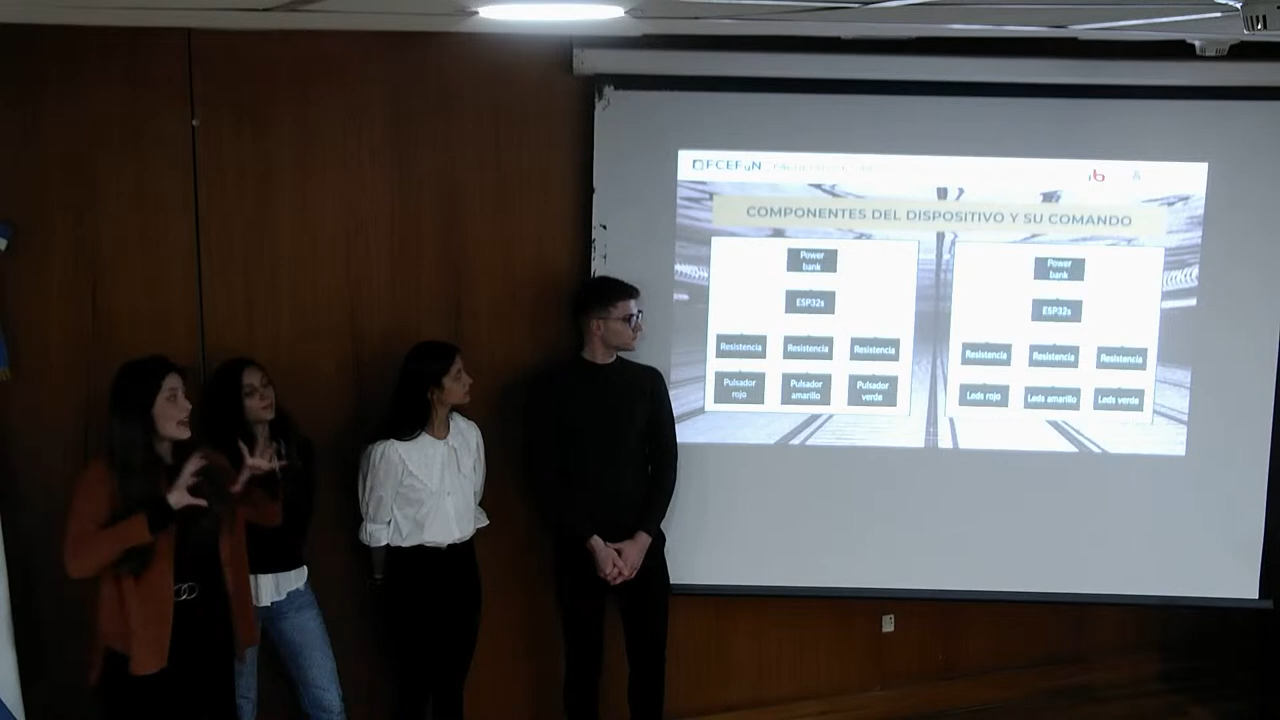 FCEFyN
COMPONENTES DEL DISPOSITIVO Y SU COMANDO
Power
bank
ESP32s
Resistencia Resistencia Resistencia
Pulsador
rojo
Pulsador
amarillo
Pulsador
verde
Power
bank
ESP32s
Resistencia Resistencia Resistencia
Leds rojo Leds amarillo Leds verde